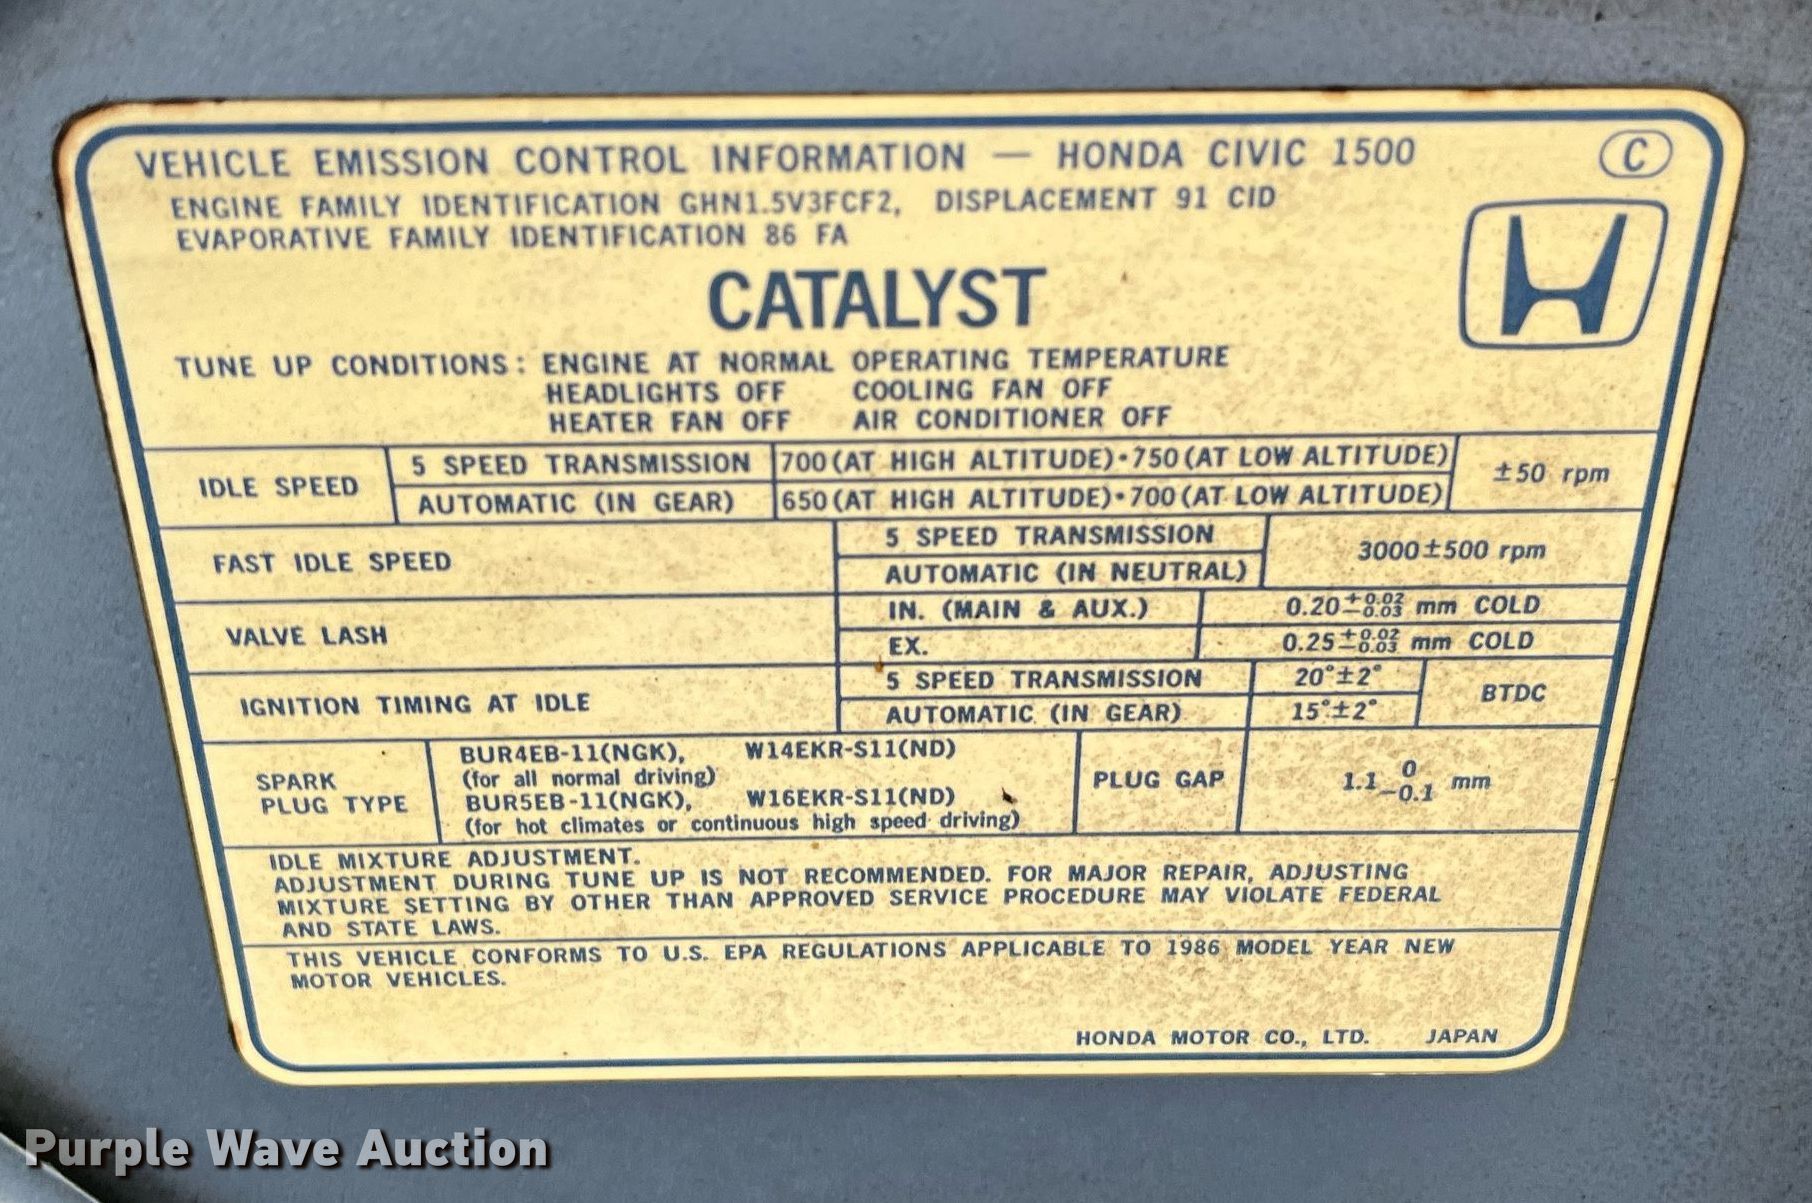 VEHICLE EMISSION CONTROL INFORMATION — HONDA CIVIC 1500
C
ENGINE FAMILY IDENTIFICATION GHN1.5V3FCF2, DISPLACEMENT 91 CID
EVAPORATIVE FAMILY IDENTIFICATION 86 FA
CATALYST
TUNE UP CONDITIONS: ENGINE AT NORMAL OPERATING TEMPERATURE
HEADLIGHTS OFF COOLING FAN OFF
HEATER FAN OFF AIR CONDITIONER OFF
IDLE SPEED
5 SPEED TRANSMISSION 700 (AT HIGH ALTITUDE)•750 (AT LOW ALTITUDE)
AUTOMATIC (IN GEAR) 650 (AT HIGH ALTITUDE)•700 (AT LOW ALTITUDE)
±50 rpm
FAST IDLE SPEED
5 SPEED TRANSMISSION
AUTOMATIC (IN NEUTRAL)
3000±500 rpm
VALVE LASH
IN. (MAIN & AUX.) 0.20 +0.02 −0.03 mm COLD
EX. 0.25 +0.02 −0.03 mm COLD
IGNITION TIMING AT IDLE
5 SPEED TRANSMISSION 20°±2°
AUTOMATIC (IN GEAR) 15°±2°
BTDC
SPARK
PLUG TYPE
BUR4EB-11(NGK), W14EKR-S11(ND)
(for all normal driving)
BUR5EB-11(NGK), W16EKR-S11(ND)
(for hot climates or continuous high speed driving)
PLUG GAP
1.1 0 −0.1 mm
IDLE MIXTURE ADJUSTMENT.
ADJUSTMENT DURING TUNE UP IS NOT RECOMMENDED. FOR MAJOR REPAIR, ADJUSTING
MIXTURE SETTING BY OTHER THAN APPROVED SERVICE PROCEDURE MAY VIOLATE FEDERAL
AND STATE LAWS.
THIS VEHICLE CONFORMS TO U.S. EPA REGULATIONS APPLICABLE TO 1986 MODEL YEAR NEW
MOTOR VEHICLES.
HONDA MOTOR CO., LTD. JAPAN
Purple Wave Auction